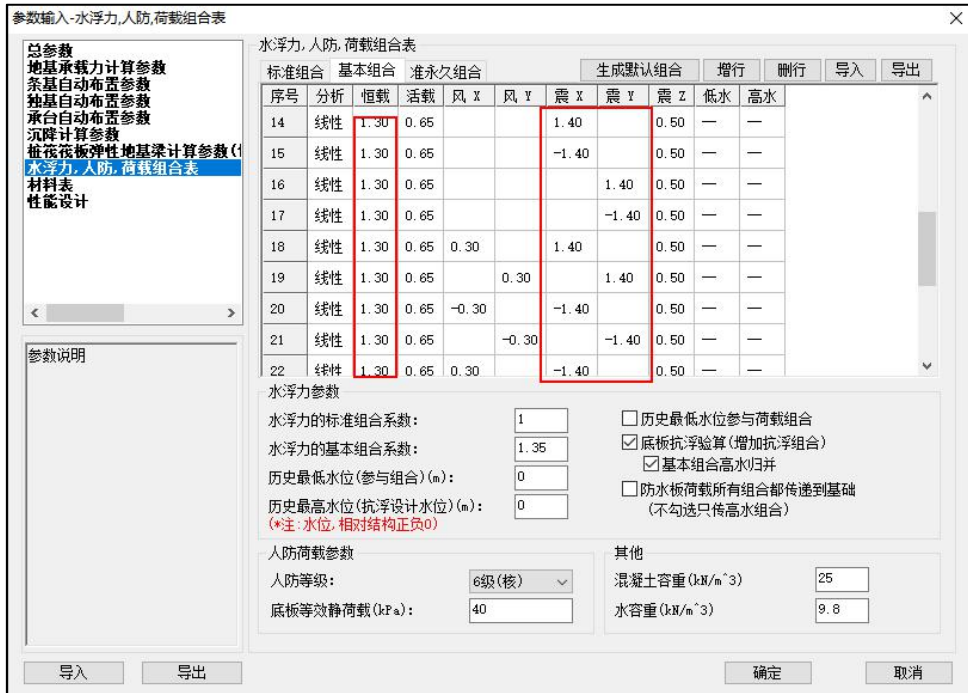 参数输入-水浮力,人防,荷载组合表
总参数
地基承载力计算参数
条基自动布置参数
独基自动布置参数
承台自动布置参数
沉降计算参数
桩筏筏板弹性地基梁计算参数(
水浮力,人防,荷载组合表
材料表
性能设计
参数说明
导入 导出
水浮力,人防,荷载组合表
标准组合 基本组合 准永久组合 生成默认组合 增行 删行 导入 导出
序号 分析 恒载 活载 风 X 风 Y 震 X 震 Y 震 Z 低水 高水
14 线性 1.30 0.65 1.40 0.50 — —
15 线性 1.30 0.65 -1.40 0.50 — —
16 线性 1.30 0.65 1.40 0.50 — —
17 线性 1.30 0.65 -1.40 0.50 — —
18 线性 1.30 0.65 0.30 1.40 0.50 — —
19 线性 1.30 0.65 0.30 1.40 0.50 — —
20 线性 1.30 0.65 -0.30 -1.40 0.50 — —
21 线性 1.30 0.65 -0.30 -1.40 0.50 — —
22 线性 1.30 0.65 0.30 -1.40 0.50 — —
水浮力参数
水浮力的标准组合系数: 1
水浮力的基本组合系数: 1.35
历史最低水位(参与组合)(m): 0
历史最高水位(抗浮设计水位)(m): 0
(*注:水位,相对结构正负0)
历史最低水位参与荷载组合
底板抗浮验算(增加抗浮组合)
基本组合高水归并
防水板荷载所有组合都传递到基础
(不勾选只传高水组合)
人防荷载参数
人防等级: 6级(核)
底板等效静荷载(kPa): 40
其他
混凝土容重(kN/m^3) 25
水容重(kN/m^3) 9.8
确定 取消